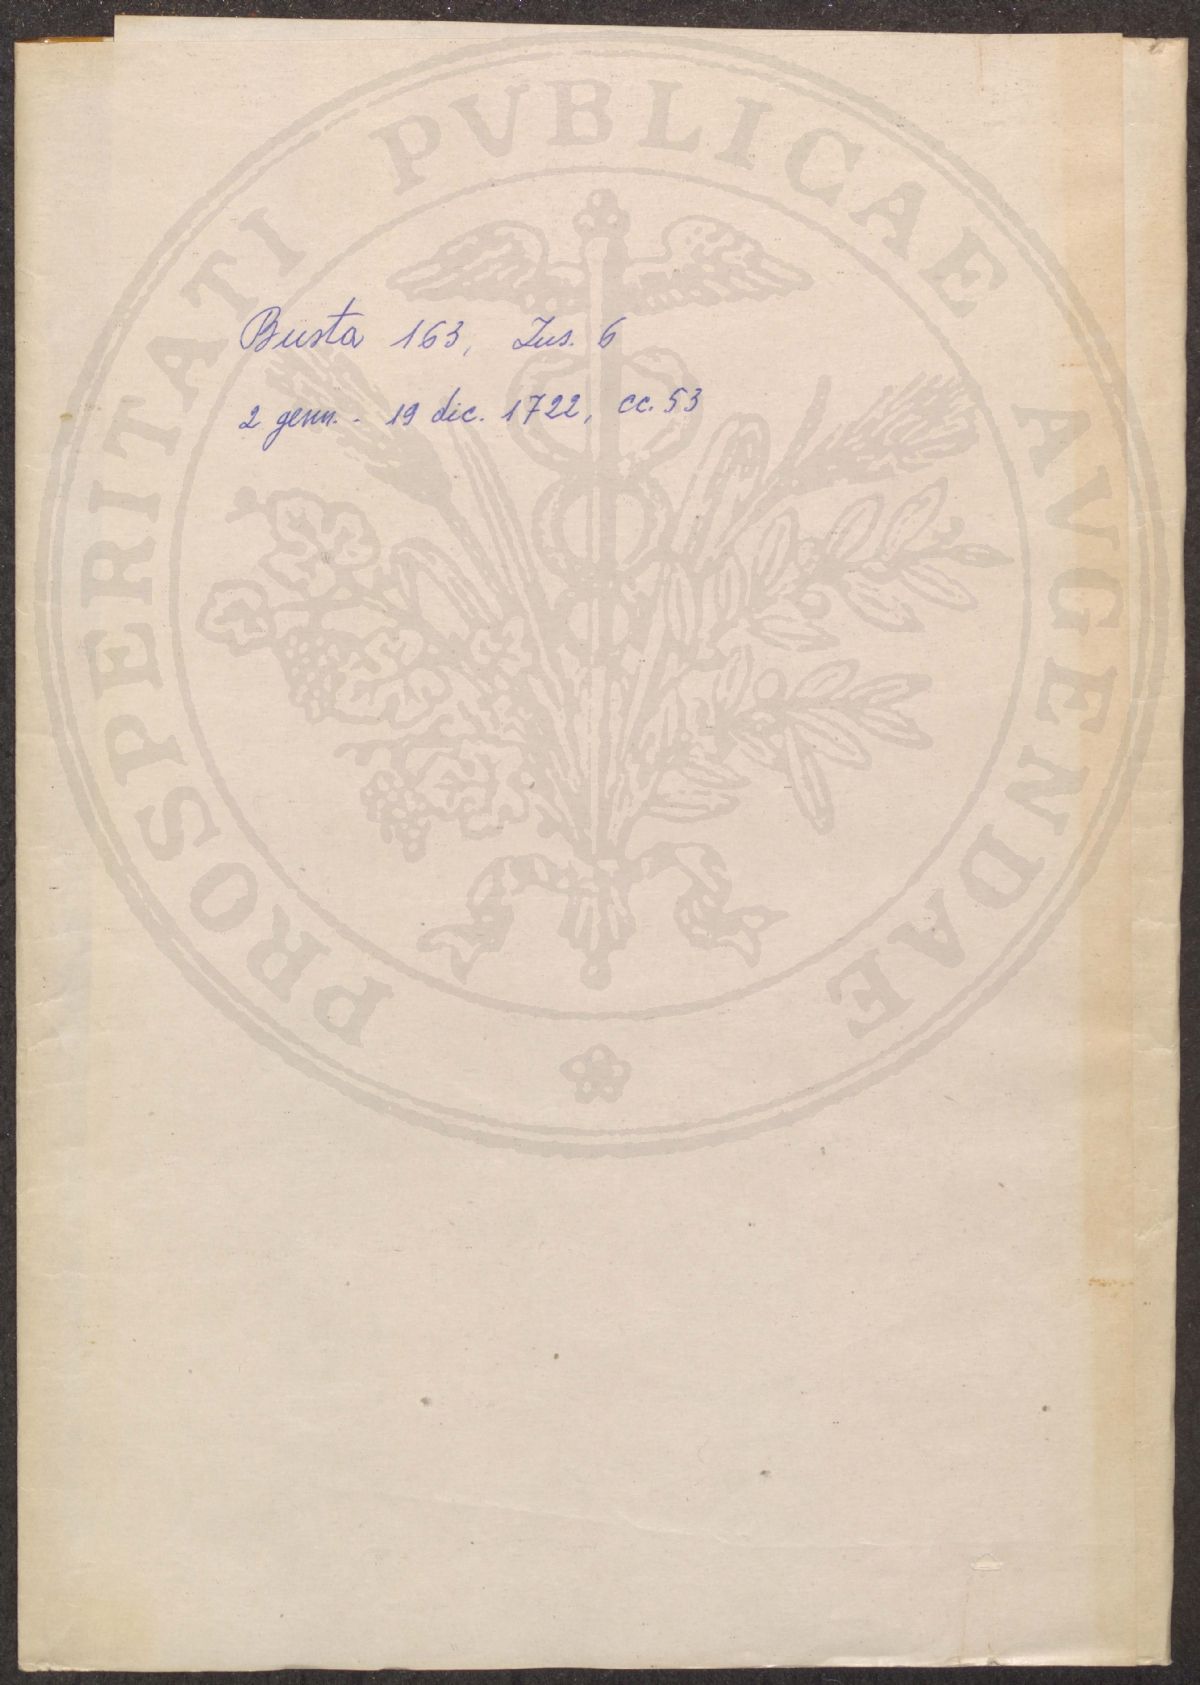 PROSPERITATI PVBLICAE AVGENDAE
Busta 163, Ins. 6
2 genn. - 19 dic. 1722, cc. 53